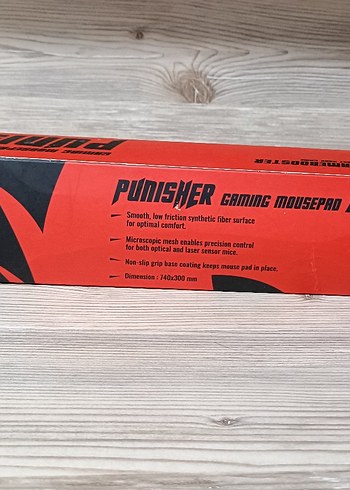 GAMEBOOSTER
PUNISHER GAMING MOUSEPAD
Smooth, low friction synthetic fiber surface
for optimal comfort.
Microscopic mesh enables precision control
for both optical and laser sensor mice.
Non-slip grip base coating keeps mouse pad in place.
Dimension : 740x300 mm